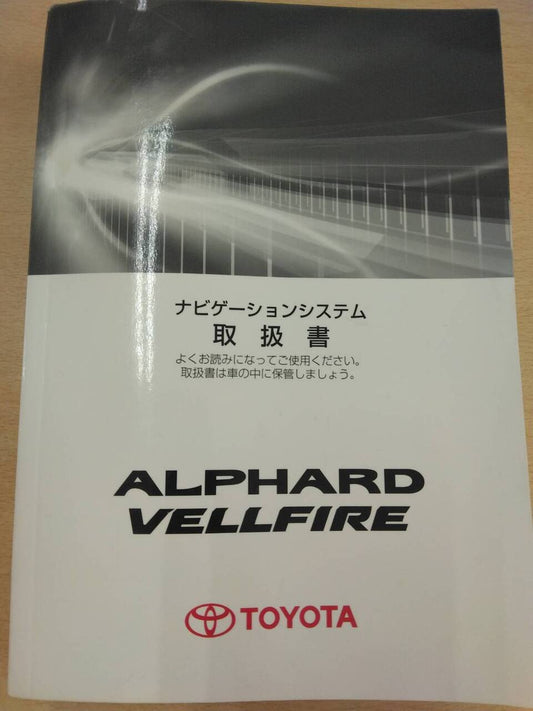 ナビゲーションシステム
取扱書
よくお読みになってご使用ください。
取扱書は車の中に保管しましょう。
ALPHARD
VELLFIRE
TOYOTA